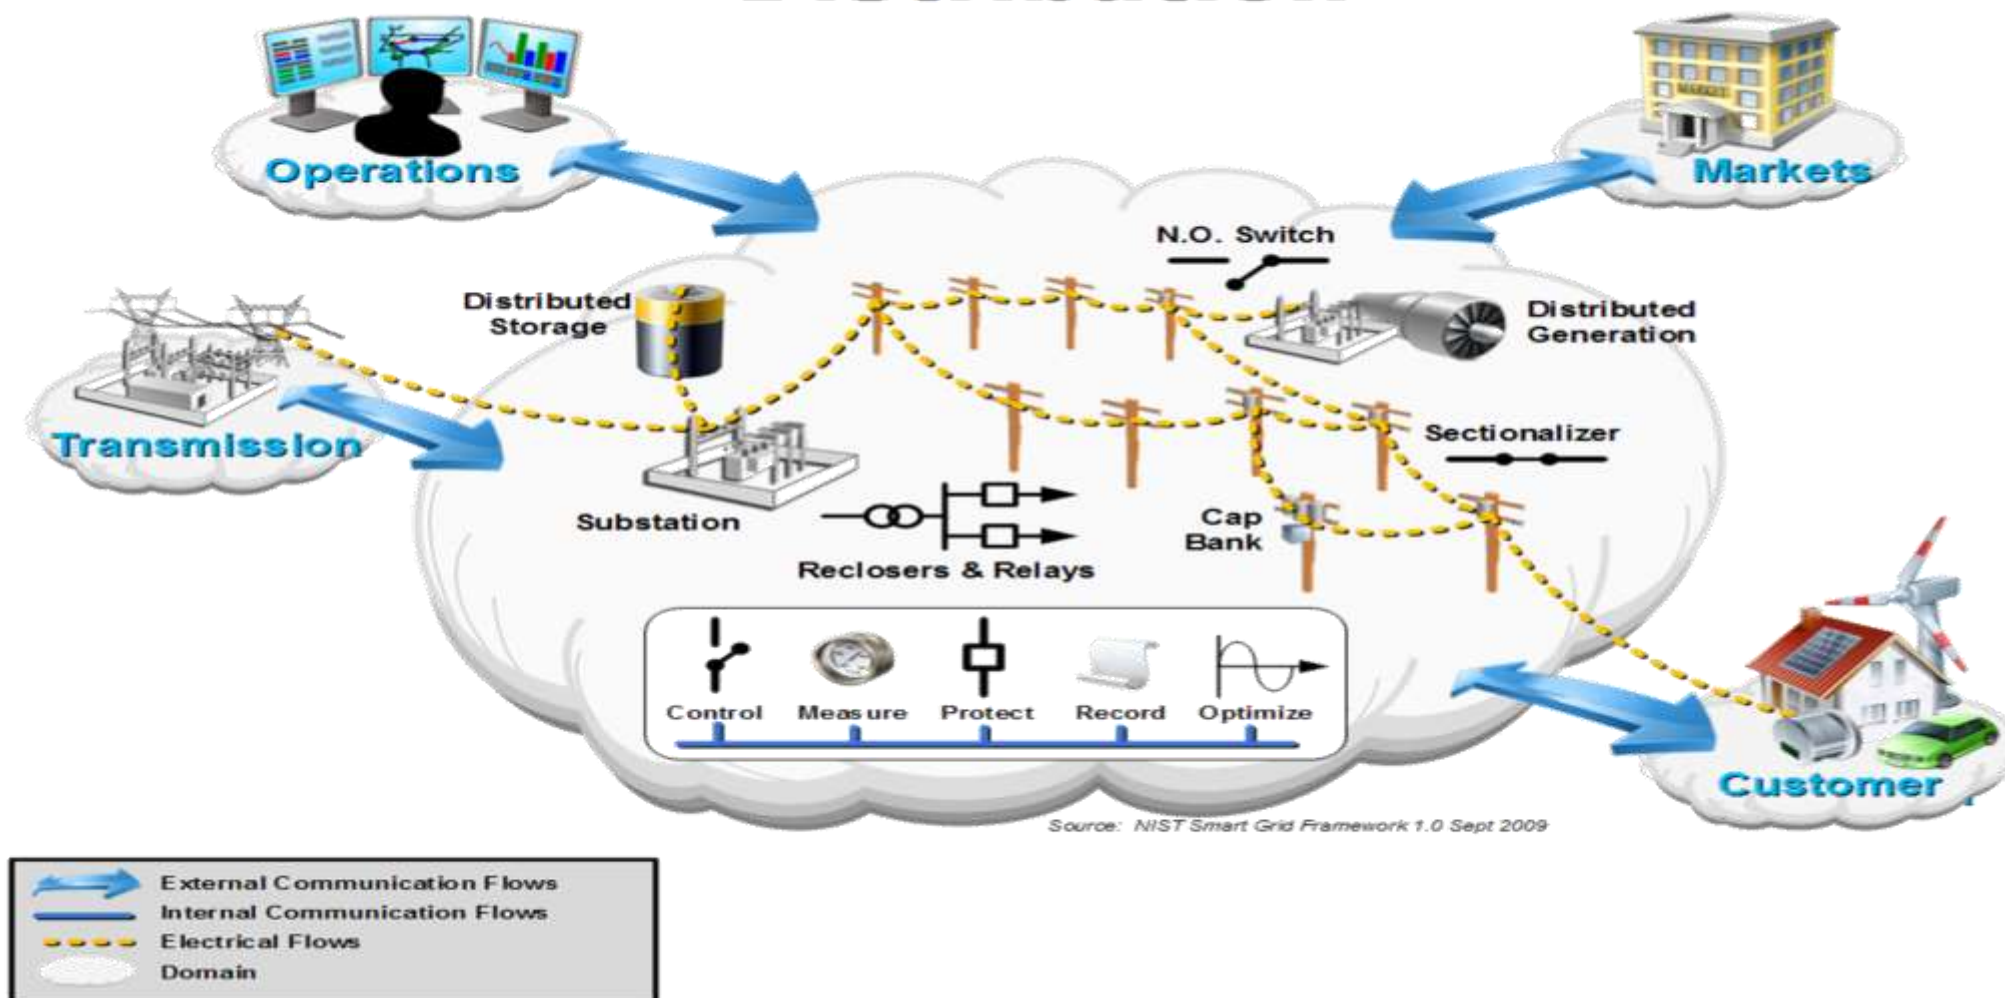 Operations
MARKET
Markets
N.O. Switch
Distributed
Storage
Distributed
Generation
Transmission
Sectionalizer
Substation
Cap
Bank
Reclosers & Relays
Control Measure Protect Record Optimize
Customer
Source: NIST Smart Grid Framework 1.0 Sept 2009
External Communication Flows
Internal Communication Flows
Electrical Flows
Domain